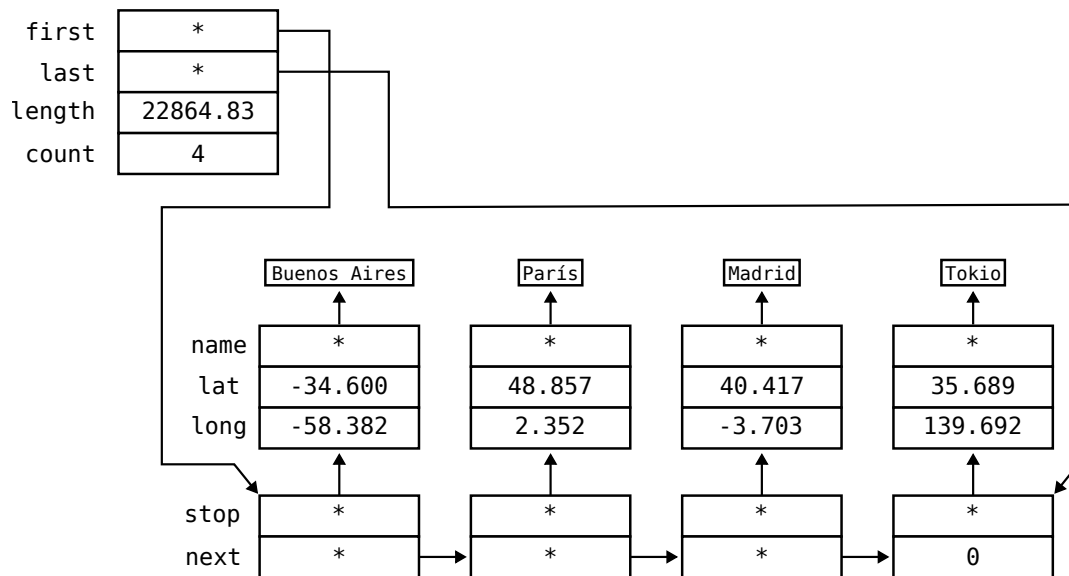 first *
last *
length 22864.83
count 4
Buenos Aires París Madrid Tokio
name * * * *
lat -34.600 48.857 40.417 35.689
long -58.382 2.352 -3.703 139.692
stop * * * *
next * * * 0